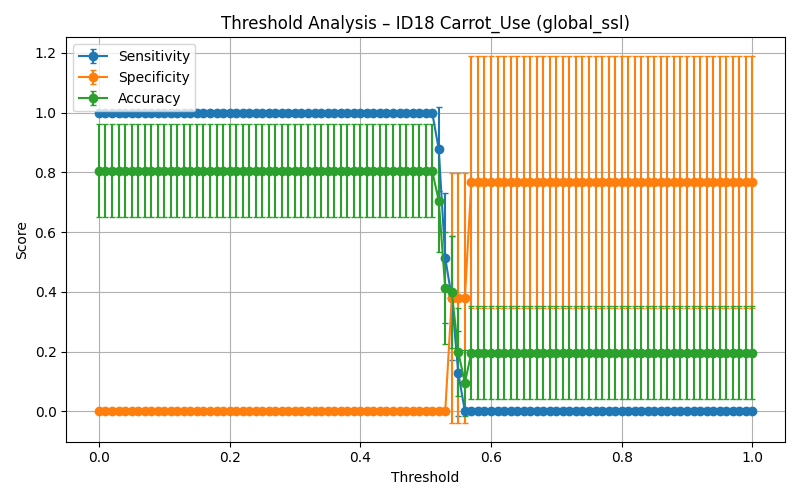 Threshold Analysis – ID18 Carrot_Use (global_ssl)
Sensitivity
Specificity
Accuracy
Score
1.2
1.0
0.8
0.6
0.4
0.2
0.0
0.0 0.2 0.4 0.6 0.8 1.0
Threshold